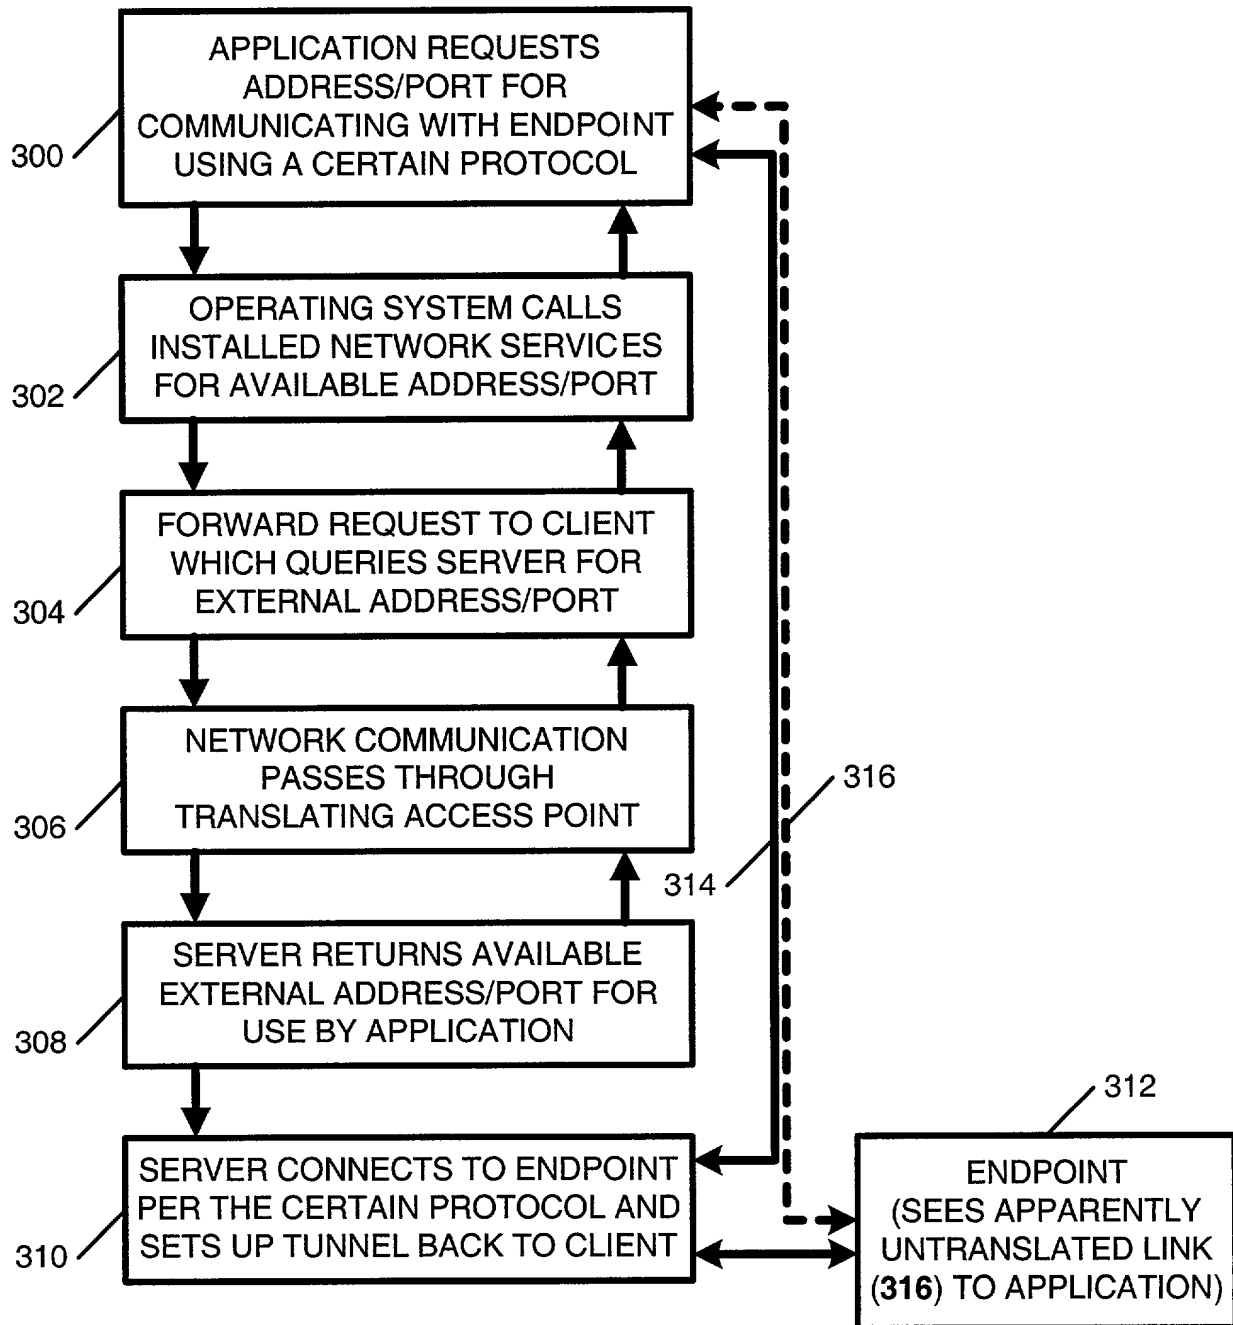 APPLICATION REQUESTS
ADDRESS/PORT FOR
COMMUNICATING WITH ENDPOINT
USING A CERTAIN PROTOCOL
300
OPERATING SYSTEM CALLS
INSTALLED NETWORK SERVICES
FOR AVAILABLE ADDRESS/PORT
302
FORWARD REQUEST TO CLIENT
WHICH QUERIES SERVER FOR
EXTERNAL ADDRESS/PORT
304
NETWORK COMMUNICATION
PASSES THROUGH
TRANSLATING ACCESS POINT
306
316
314
SERVER RETURNS AVAILABLE
EXTERNAL ADDRESS/PORT FOR
USE BY APPLICATION
308
SERVER CONNECTS TO ENDPOINT
PER THE CERTAIN PROTOCOL AND
SETS UP TUNNEL BACK TO CLIENT
310
312
ENDPOINT
(SEES APPARENTLY
UNTRANSLATED LINK
(316) TO APPLICATION)